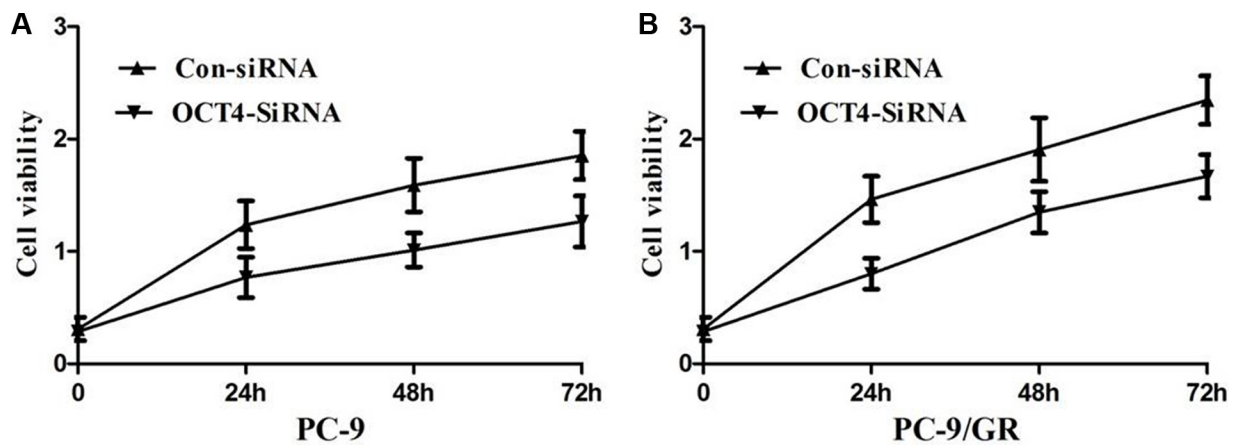 A
3
2
1
0
Cell viability
Con-siRNA
OCT4-SiRNA
0 24h 48h 72h
PC-9
B
3
2
1
0
Cell viability
Con-siRNA
OCT4-SiRNA
0 24h 48h 72h
PC-9/GR